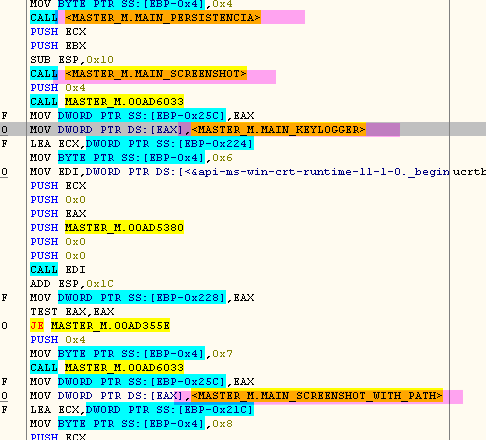 MOV BYTE PTR SS:[EBP-0x4],0x4
CALL <MASTER_M.MAIN_PERSISTENCIA>
PUSH ECX
PUSH EBX
SUB ESP,0x10
CALL <MASTER_M.MAIN_SCREENSHOT>
PUSH 0x4
CALL MASTER_M.00AD6033
F MOV DWORD PTR SS:[EBP-0x25C],EAX
0 MOV DWORD PTR DS:[EAX],<MASTER_M.MAIN_KEYLOGGER>
F LEA ECX,DWORD PTR SS:[EBP-0x224]
MOV BYTE PTR SS:[EBP-0x4],0x6
0 MOV EDI,DWORD PTR DS:[<&api-ms-win-crt-runtime-l1-1-0._beginucrtb
PUSH ECX
PUSH 0x0
PUSH EAX
PUSH MASTER_M.00AD5380
PUSH 0x0
PUSH 0x0
CALL EDI
ADD ESP,0x1C
F MOV DWORD PTR SS:[EBP-0x228],EAX
TEST EAX,EAX
0 JE MASTER_M.00AD355E
PUSH 0x4
MOV BYTE PTR SS:[EBP-0x4],0x7
CALL MASTER_M.00AD6033
F MOV DWORD PTR SS:[EBP-0x25C],EAX
0 MOV DWORD PTR DS:[EAX],<MASTER_M.MAIN_SCREENSHOT_WITH_PATH>
F LEA ECX,DWORD PTR SS:[EBP-0x21C]
MOV BYTE PTR SS:[EBP-0x4],0x8
PUSH ECX